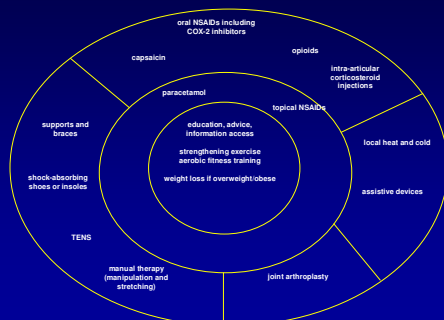 oral NSAIDs including
COX-2 inhibitors
opioids
capsaicin
intra-articular
corticosteroid
injections
paracetamol
topical NSAIDs
supports and
braces
education, advice,
information access
local heat and cold
strengthening exercise
aerobic fitness training
shock-absorbing
shoes or insoles
weight loss if overweight/obese
assistive devices
TENS
manual therapy
(manipulation and
stretching)
joint arthroplasty